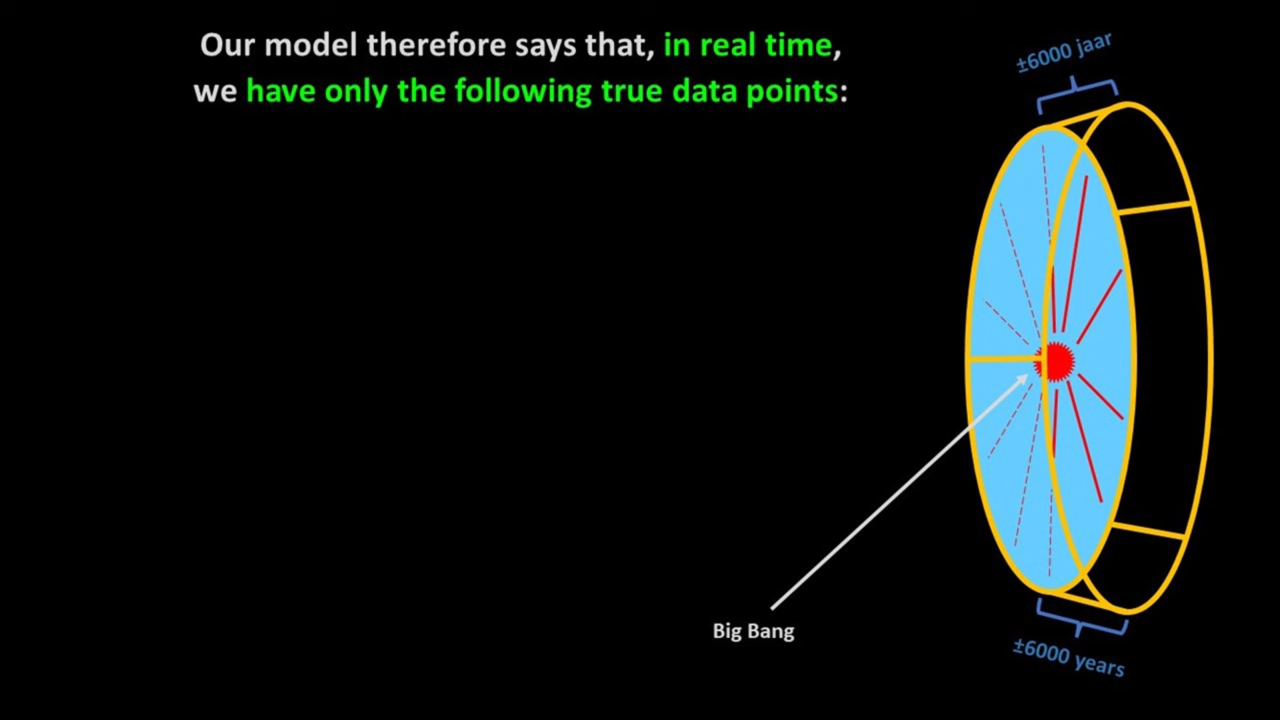 Our model therefore says that, in real time,
we have only the following true data points:
±6000 jaar
Big Bang
±6000 years